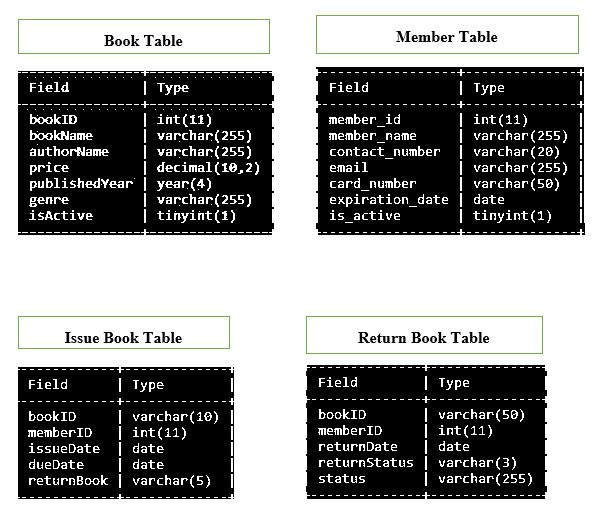 Book Table
Field | Type
bookID | int(11)
bookName | varchar(255)
authorName | varchar(255)
price | decimal(10,2)
publishedYear | year(4)
genre | varchar(255)
isActive | tinyint(1)
Member Table
Field | Type
member_id | int(11)
member_name | varchar(255)
contact_number | varchar(20)
email | varchar(255)
card_number | varchar(50)
expiration_date | date
is_active | tinyint(1)
Issue Book Table
Field | Type
bookID | varchar(10)
memberID | int(11)
issueDate | date
dueDate | date
returnBook | varchar(5)
Return Book Table
Field | Type
bookID | varchar(50)
memberID | int(11)
returnDate | date
returnStatus | varchar(3)
status | varchar(255)